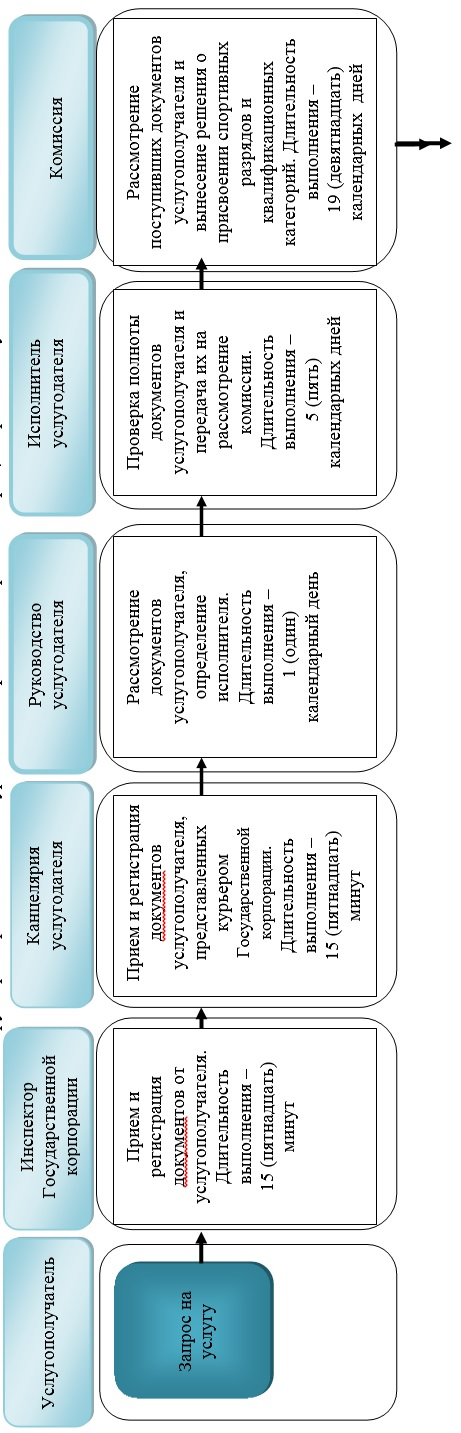 Услугополучатель
Инспектор
Государственной
корпорации
Канцелярия
услугодателя
Руководство
услугодателя
Исполнитель
услугодателя
Комиссия
Запрос на
услугу
Прием и
регистрация
документов от
услугополучателя.
Длительность
выполнения –
15 (пятнадцать)
минут
Прием и регистрация
документов
услугополучателя,
представленных
курьером
Государственной
корпорации.
Длительность
выполнения –
15 (пятнадцать)
минут
Рассмотрение
документов
услугополучателя,
определение
исполнителя.
Длительность
выполнения –
1 (один)
календарный день
Проверка полноты
документов
услугополучателя и
передача их на
рассмотрение
комиссии.
Длительность
выполнения –
5 (пять)
календарных дней
Рассмотрение
поступивших документов
услугополучателя и
вынесение решения о
присвоении спортивных
разрядов и
квалификационных
категорий. Длительность
выполнения –
19 (девятнадцать)
календарных дней